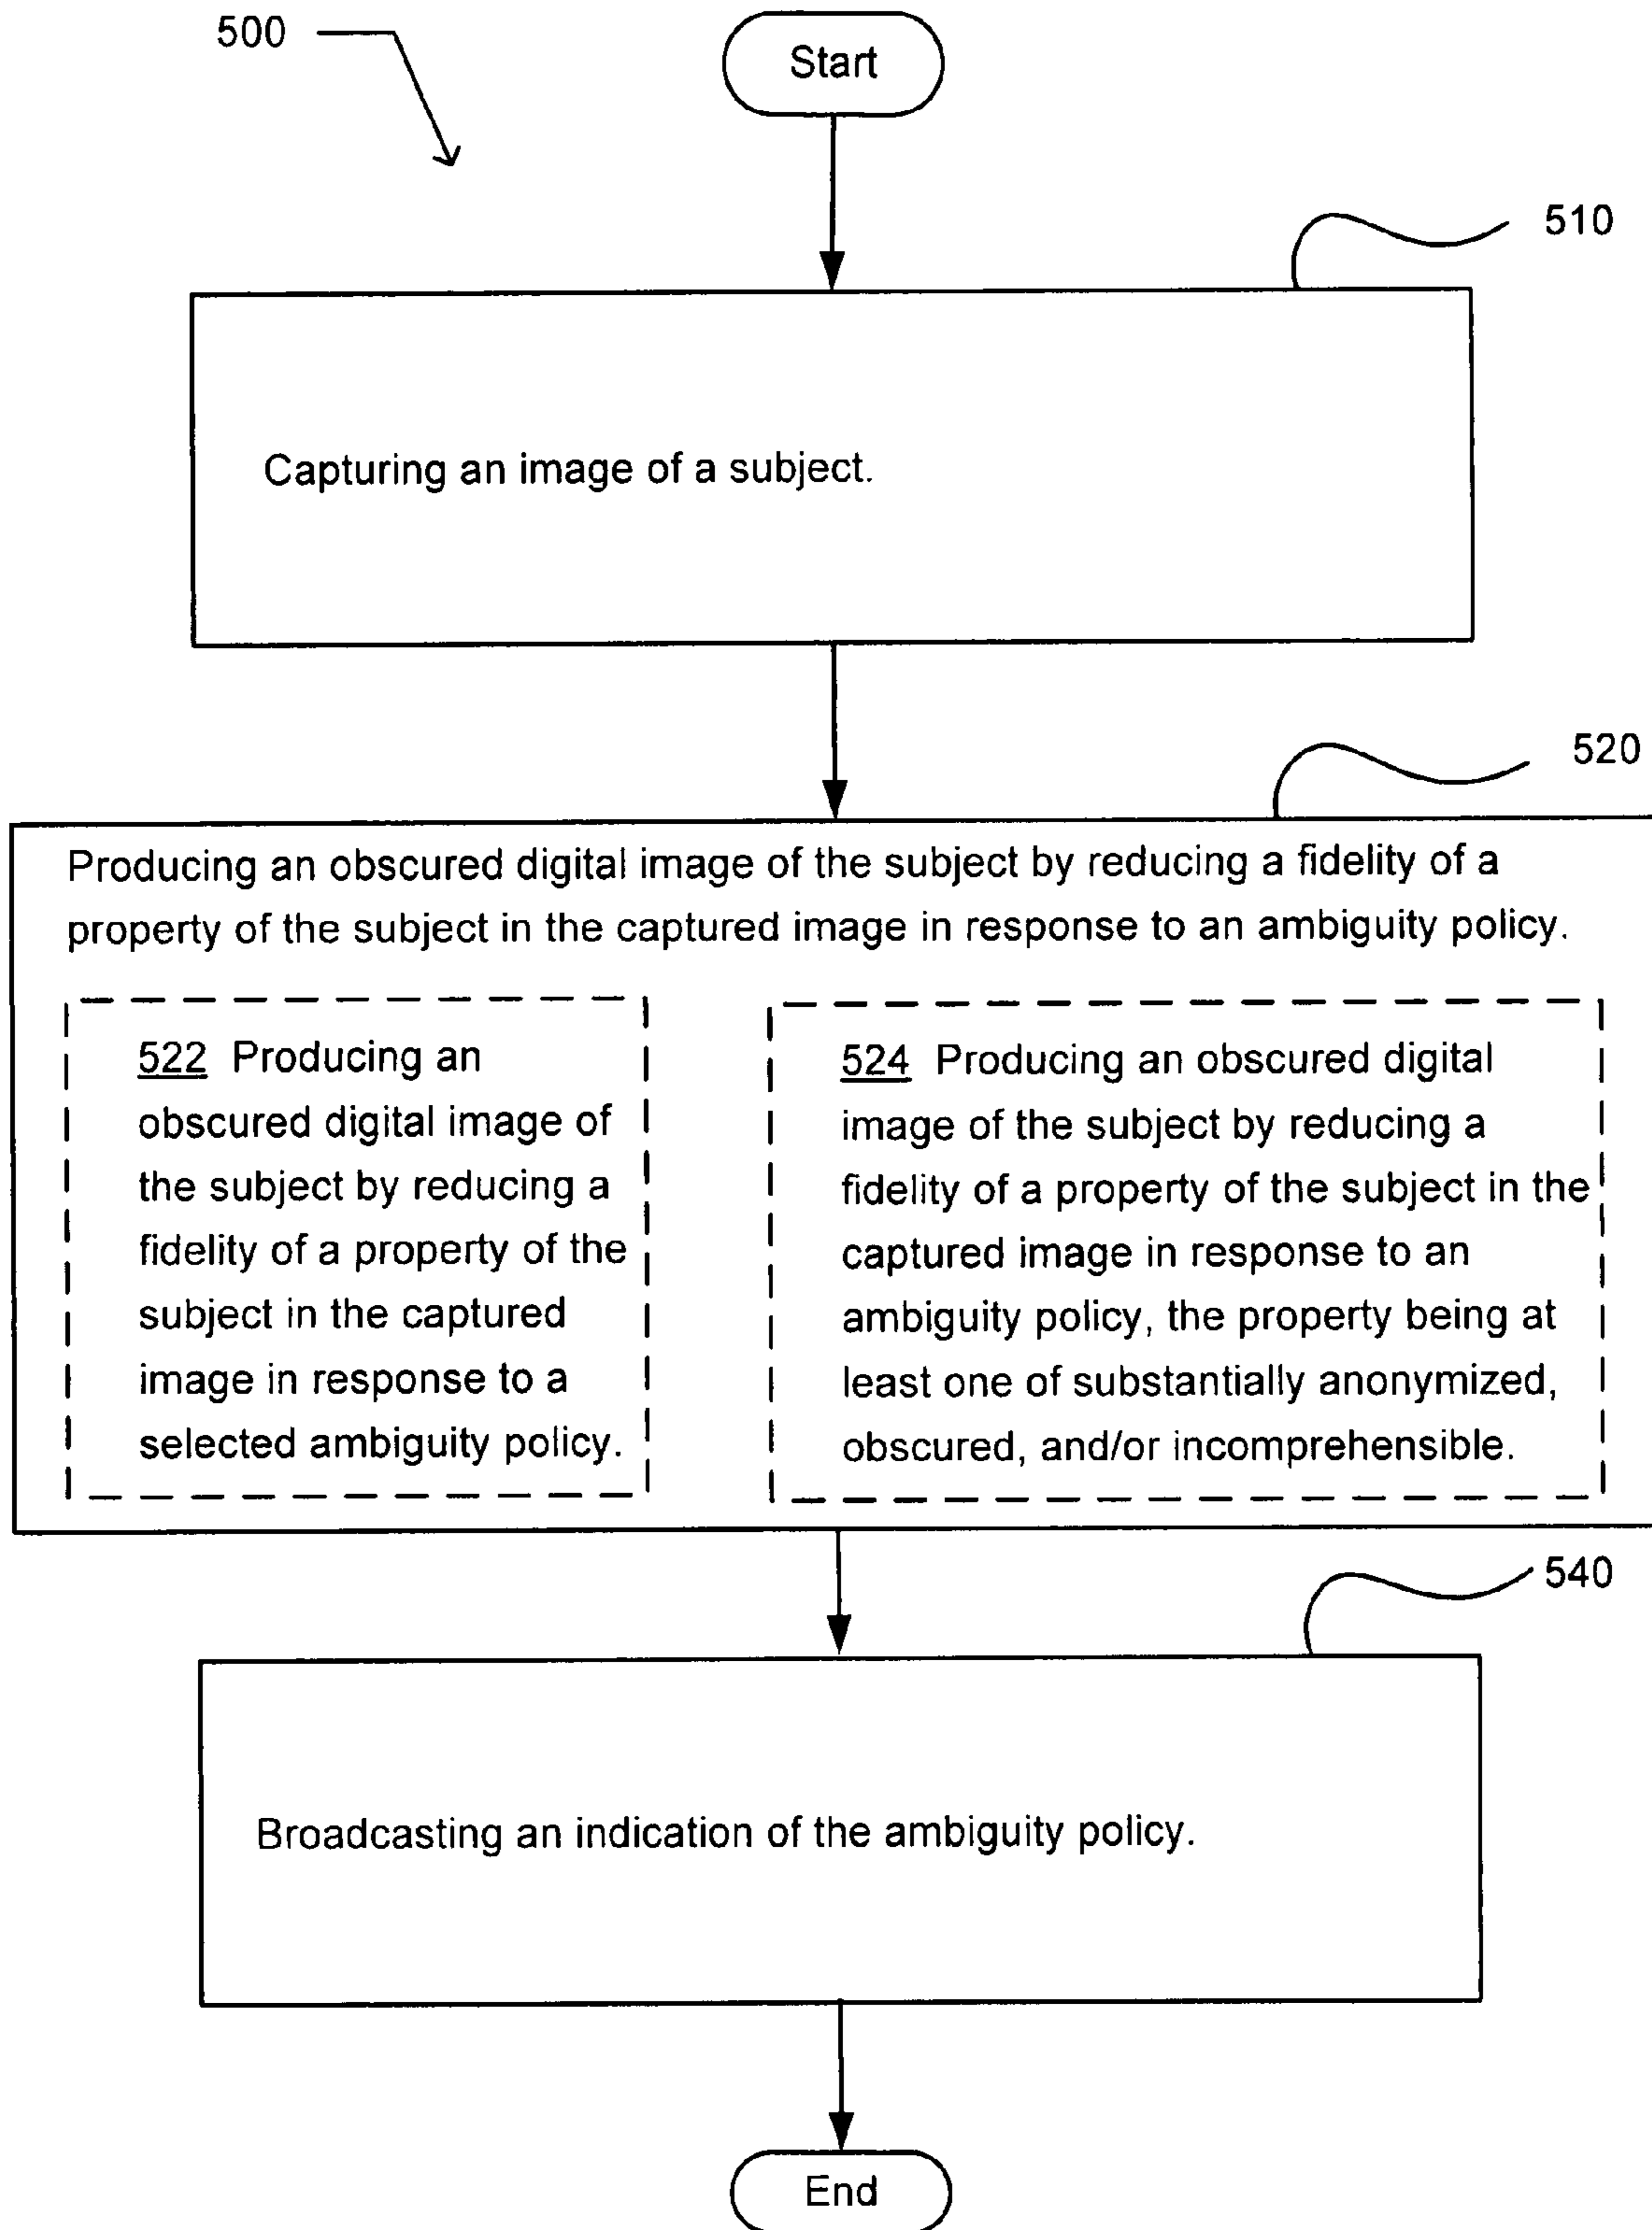 500
Start
510
Capturing an image of a subject.
520
Producing an obscured digital image of the subject by reducing a fidelity of a
property of the subject in the captured image in response to an ambiguity policy.
522 Producing an
obscured digital image of
the subject by reducing a
fidelity of a property of the
subject in the captured
image in response to a
selected ambiguity policy.
524 Producing an obscured digital
image of the subject by reducing a
fidelity of a property of the subject in the
captured image in response to an
ambiguity policy, the property being at
least one of substantially anonymized,
obscured, and/or incomprehensible.
540
Broadcasting an indication of the ambiguity policy.
End